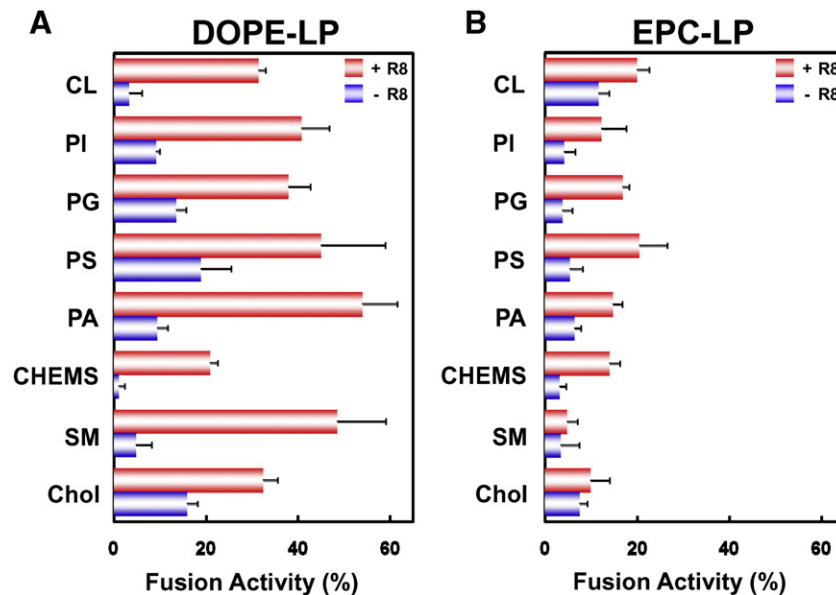 A
DOPE-LP
+ R8
- R8
CL
PI
PG
PS
PA
CHEMS
SM
Chol
0 20 40 60
Fusion Activity (%)
B
EPC-LP
+ R8
- R8
CL
PI
PG
PS
PA
CHEMS
SM
Chol
0 20 40 60
Fusion Activity (%)